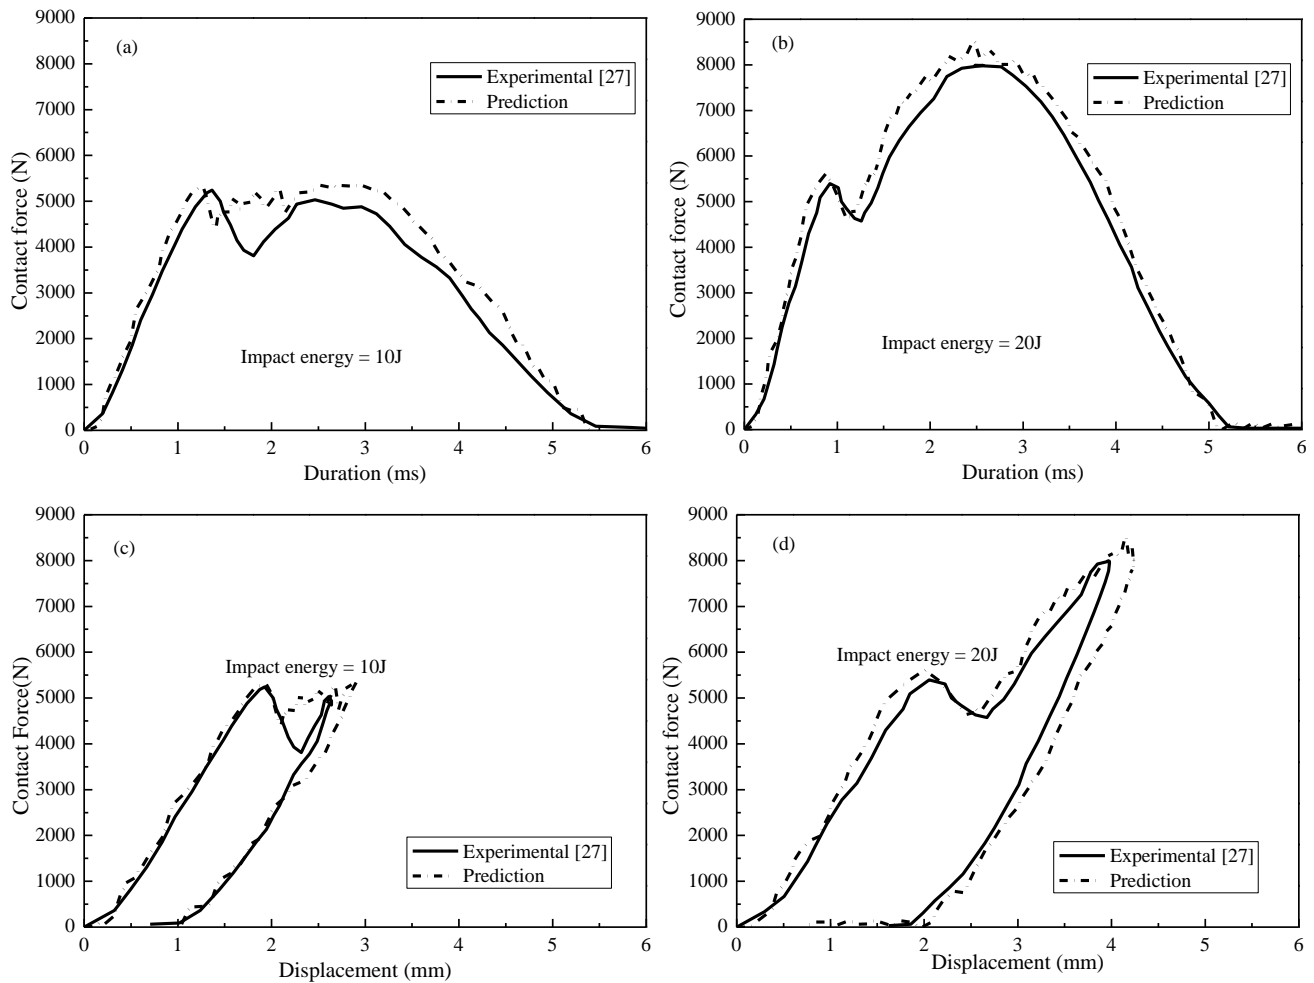 (a)
Experimental [27]
Prediction
Impact energy = 10J
Contact force (N)
9000
8000
7000
6000
5000
4000
3000
2000
1000
0
0 1 2 3 4 5 6
Duration (ms)
(b)
Experimental [27]
Prediction
Impact energy = 20J
Contact force (N)
9000
8000
7000
6000
5000
4000
3000
2000
1000
0
0 1 2 3 4 5 6
Duration (ms)
(c)
Impact energy = 10J
Experimental [27]
Prediction
Contact Force(N)
9000
8000
7000
6000
5000
4000
3000
2000
1000
0
0 1 2 3 4 5 6
Displacement (mm)
(d)
Impact energy = 20J
Experimental [27]
Prediction
Contact force (N)
9000
8000
7000
6000
5000
4000
3000
2000
1000
0
0 1 2 3 4 5 6
Displacement (mm)